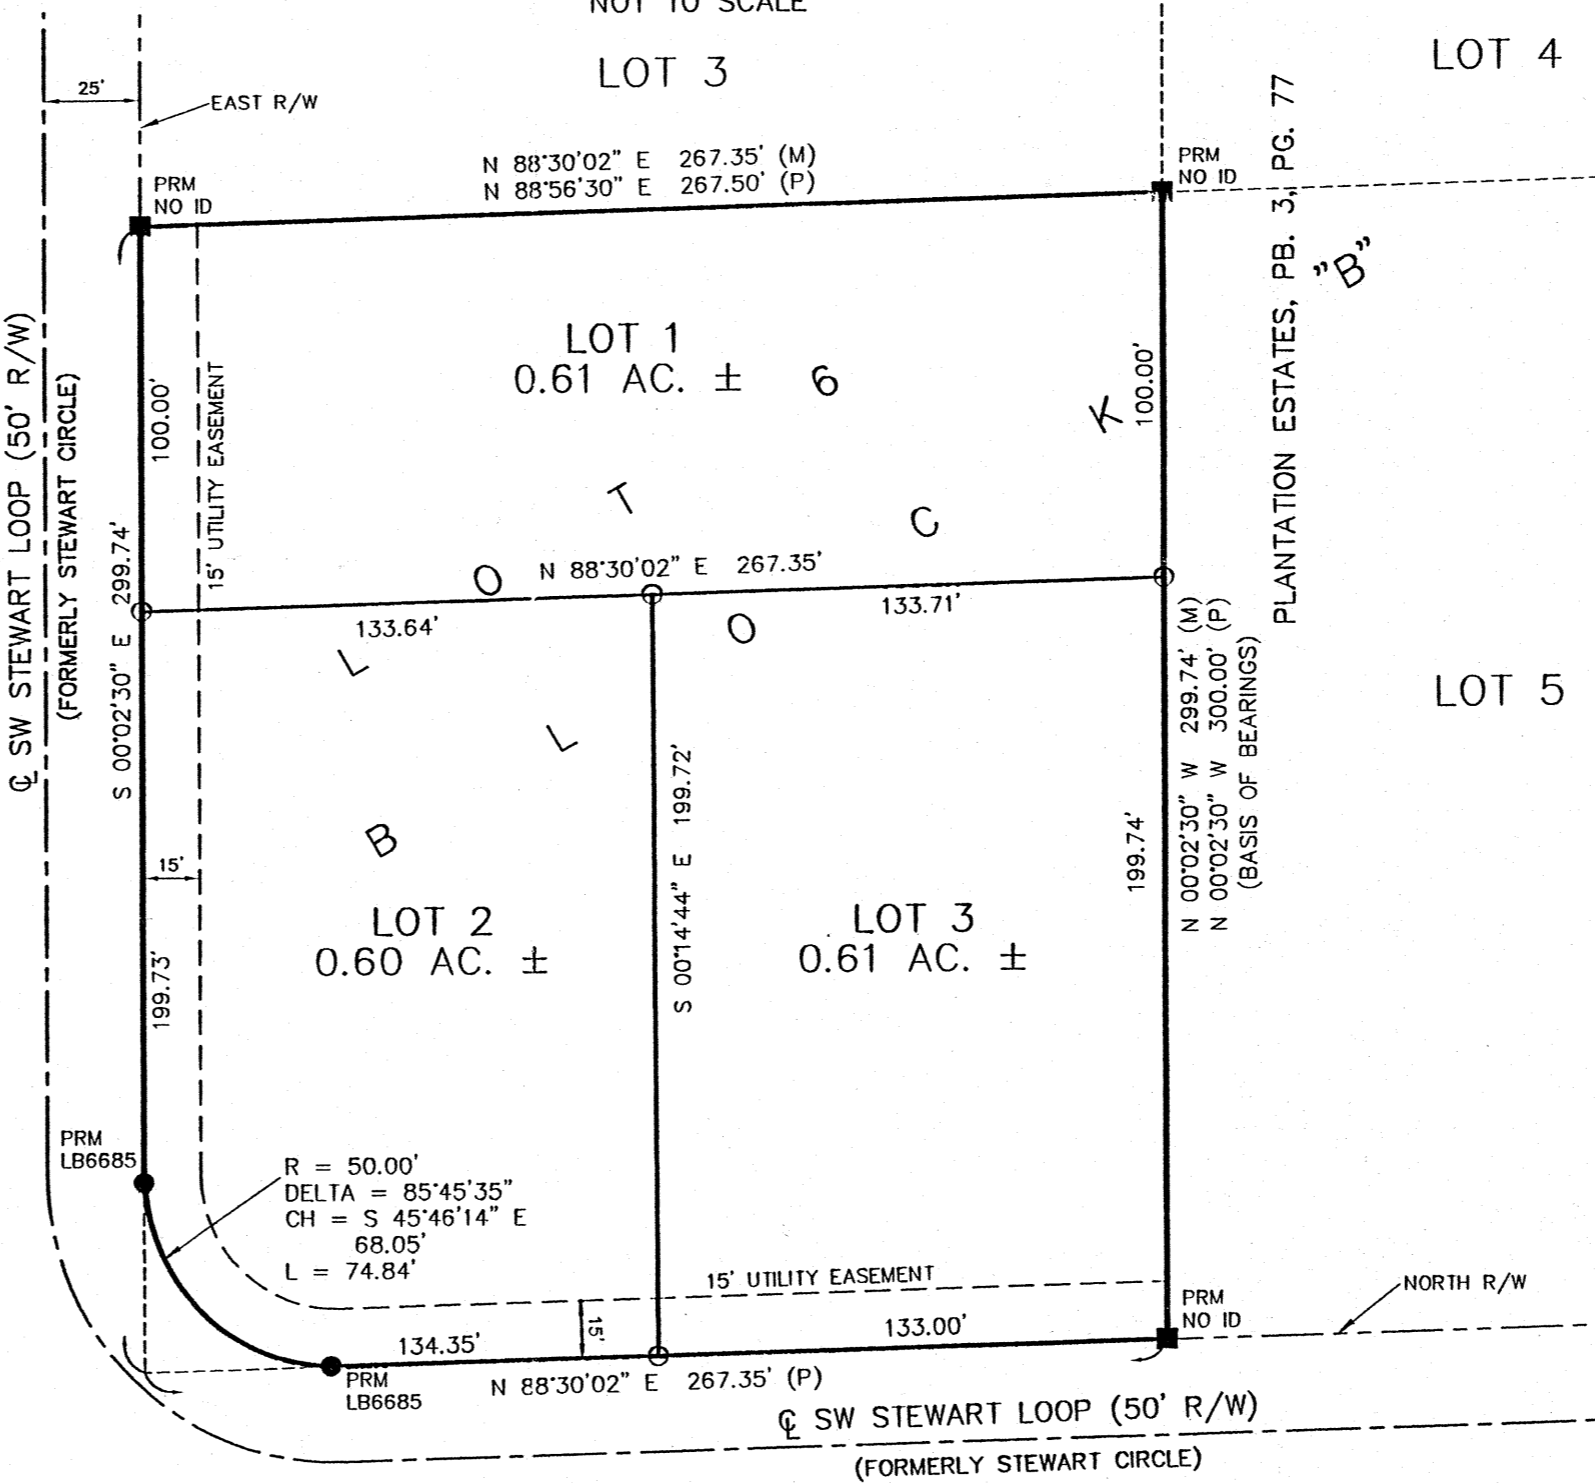 NOT TO SCALE
LOT 3
LOT 4
25'
EAST R/W
N 88°30'02" E 267.35' (M)
N 88°56'30" E 267.50' (P)
PRM
NO ID
PRM
NO ID
PLANTATION ESTATES, PB. 3, PG. 77
"B"
LOT 1
0.61 AC. ±
6
K
100.00'
100.00'
15' UTILITY EASEMENT
℄ SW STEWART LOOP (50' R/W)
(FORMERLY STEWART CIRCLE)
T
C
O
N 88°30'02" E 267.35'
133.64'
133.71'
O
L
L
B
S 00°02'30" E 299.74'
N 00°02'30" W 299.74' (M)
N 00°02'30" W 300.00' (P)
(BASIS OF BEARINGS)
LOT 5
S 00°14'44" E 199.72'
199.74'
15'
LOT 2
0.60 AC. ±
LOT 3
0.61 AC. ±
199.73'
PRM
LB6685
R = 50.00'
DELTA = 85°45'35"
CH = S 45°46'14" E
68.05'
L = 74.84'
15' UTILITY EASEMENT
NORTH R/W
PRM
NO ID
134.35'
15'
133.00'
PRM
LB6685
N 88°30'02" E 267.35' (P)
℄ SW STEWART LOOP (50' R/W)
(FORMERLY STEWART CIRCLE)